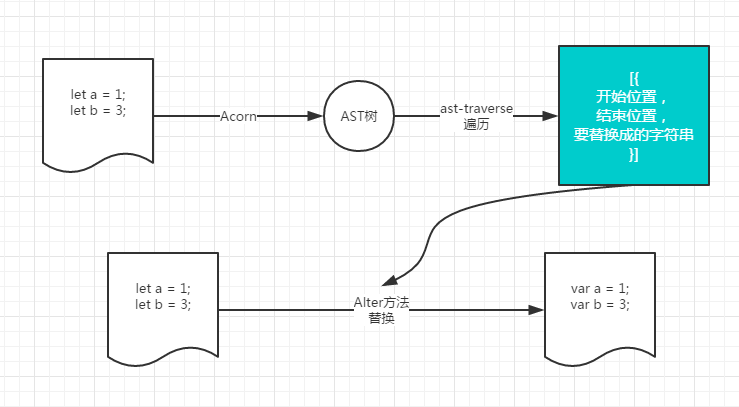 let a = 1;
let b = 3;
Acorn
AST树
ast-traverse
遍历
[{
开始位置，
结束位置，
要替换成的字符串
}]
let a = 1;
let b = 3;
Alter方法
替换
var a = 1;
var b = 3;